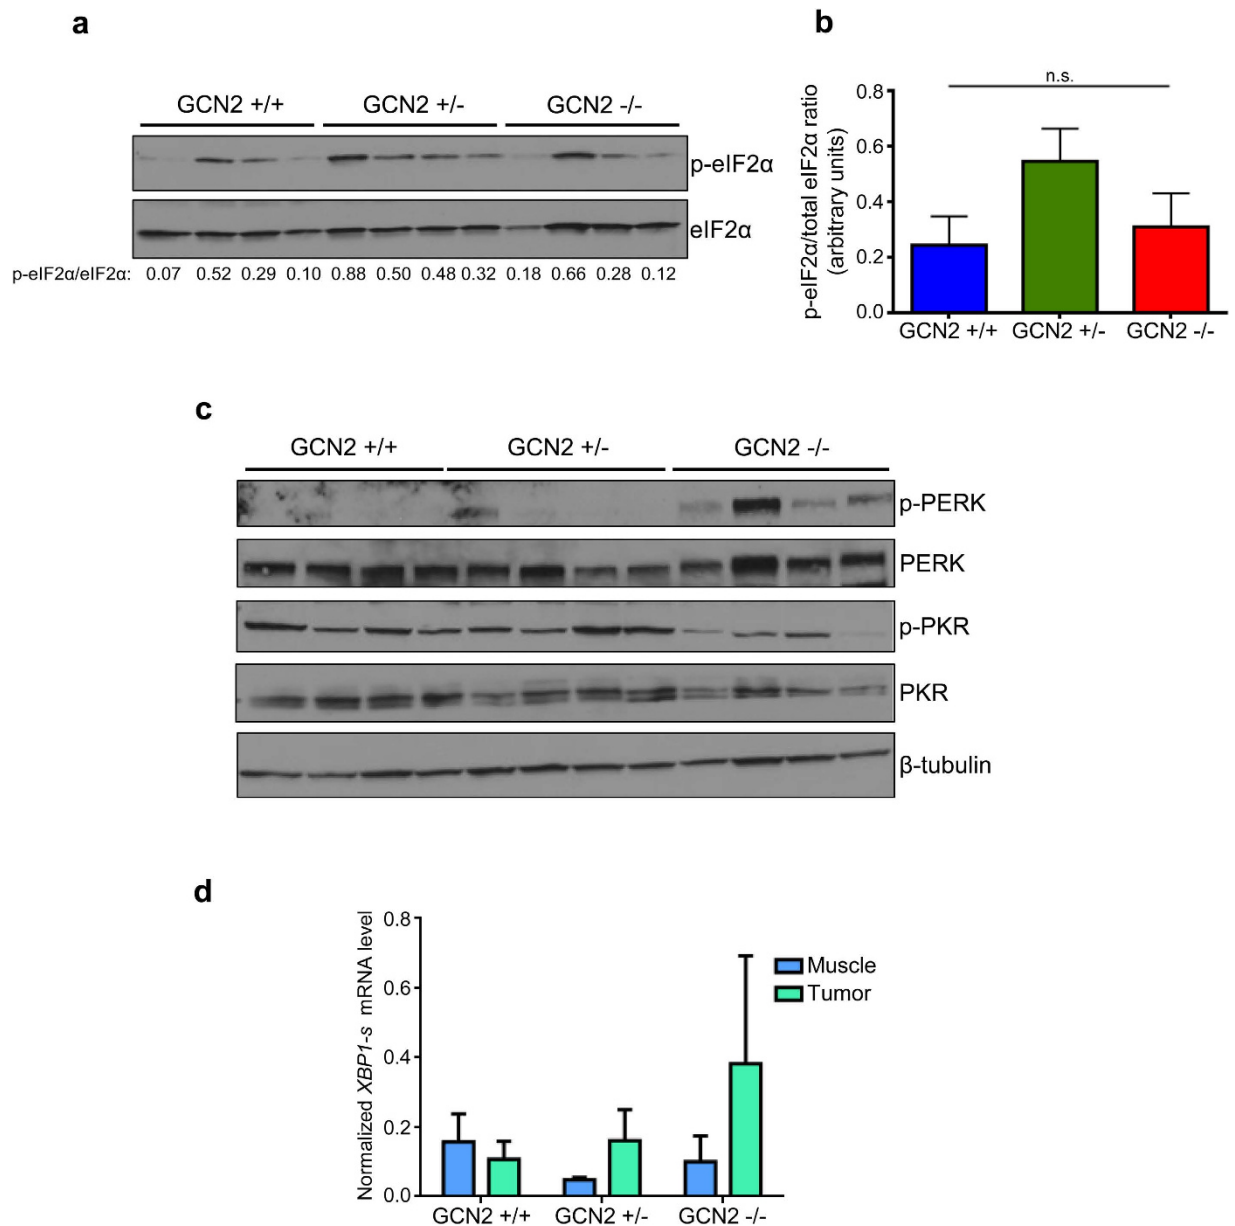 a
GCN2 +/+ GCN2 +/- GCN2 -/-
p-eIF2α
eIF2α
p-eIF2α/eIF2α: 0.07 0.52 0.29 0.10 0.88 0.50 0.48 0.32 0.18 0.66 0.28 0.12
b
p-eIF2α/total eIF2α ratio
(arbitrary units)
n.s.
0.8
0.6
0.4
0.2
0.0
GCN2 +/+ GCN2 +/- GCN2 -/-
c
GCN2 +/+ GCN2 +/- GCN2 -/-
p-PERK
PERK
p-PKR
PKR
β-tubulin
d
Normalized XBP1-s mRNA level
0.8
0.6
0.4
0.2
0.0
Muscle
Tumor
GCN2 +/+ GCN2 +/- GCN2 -/-